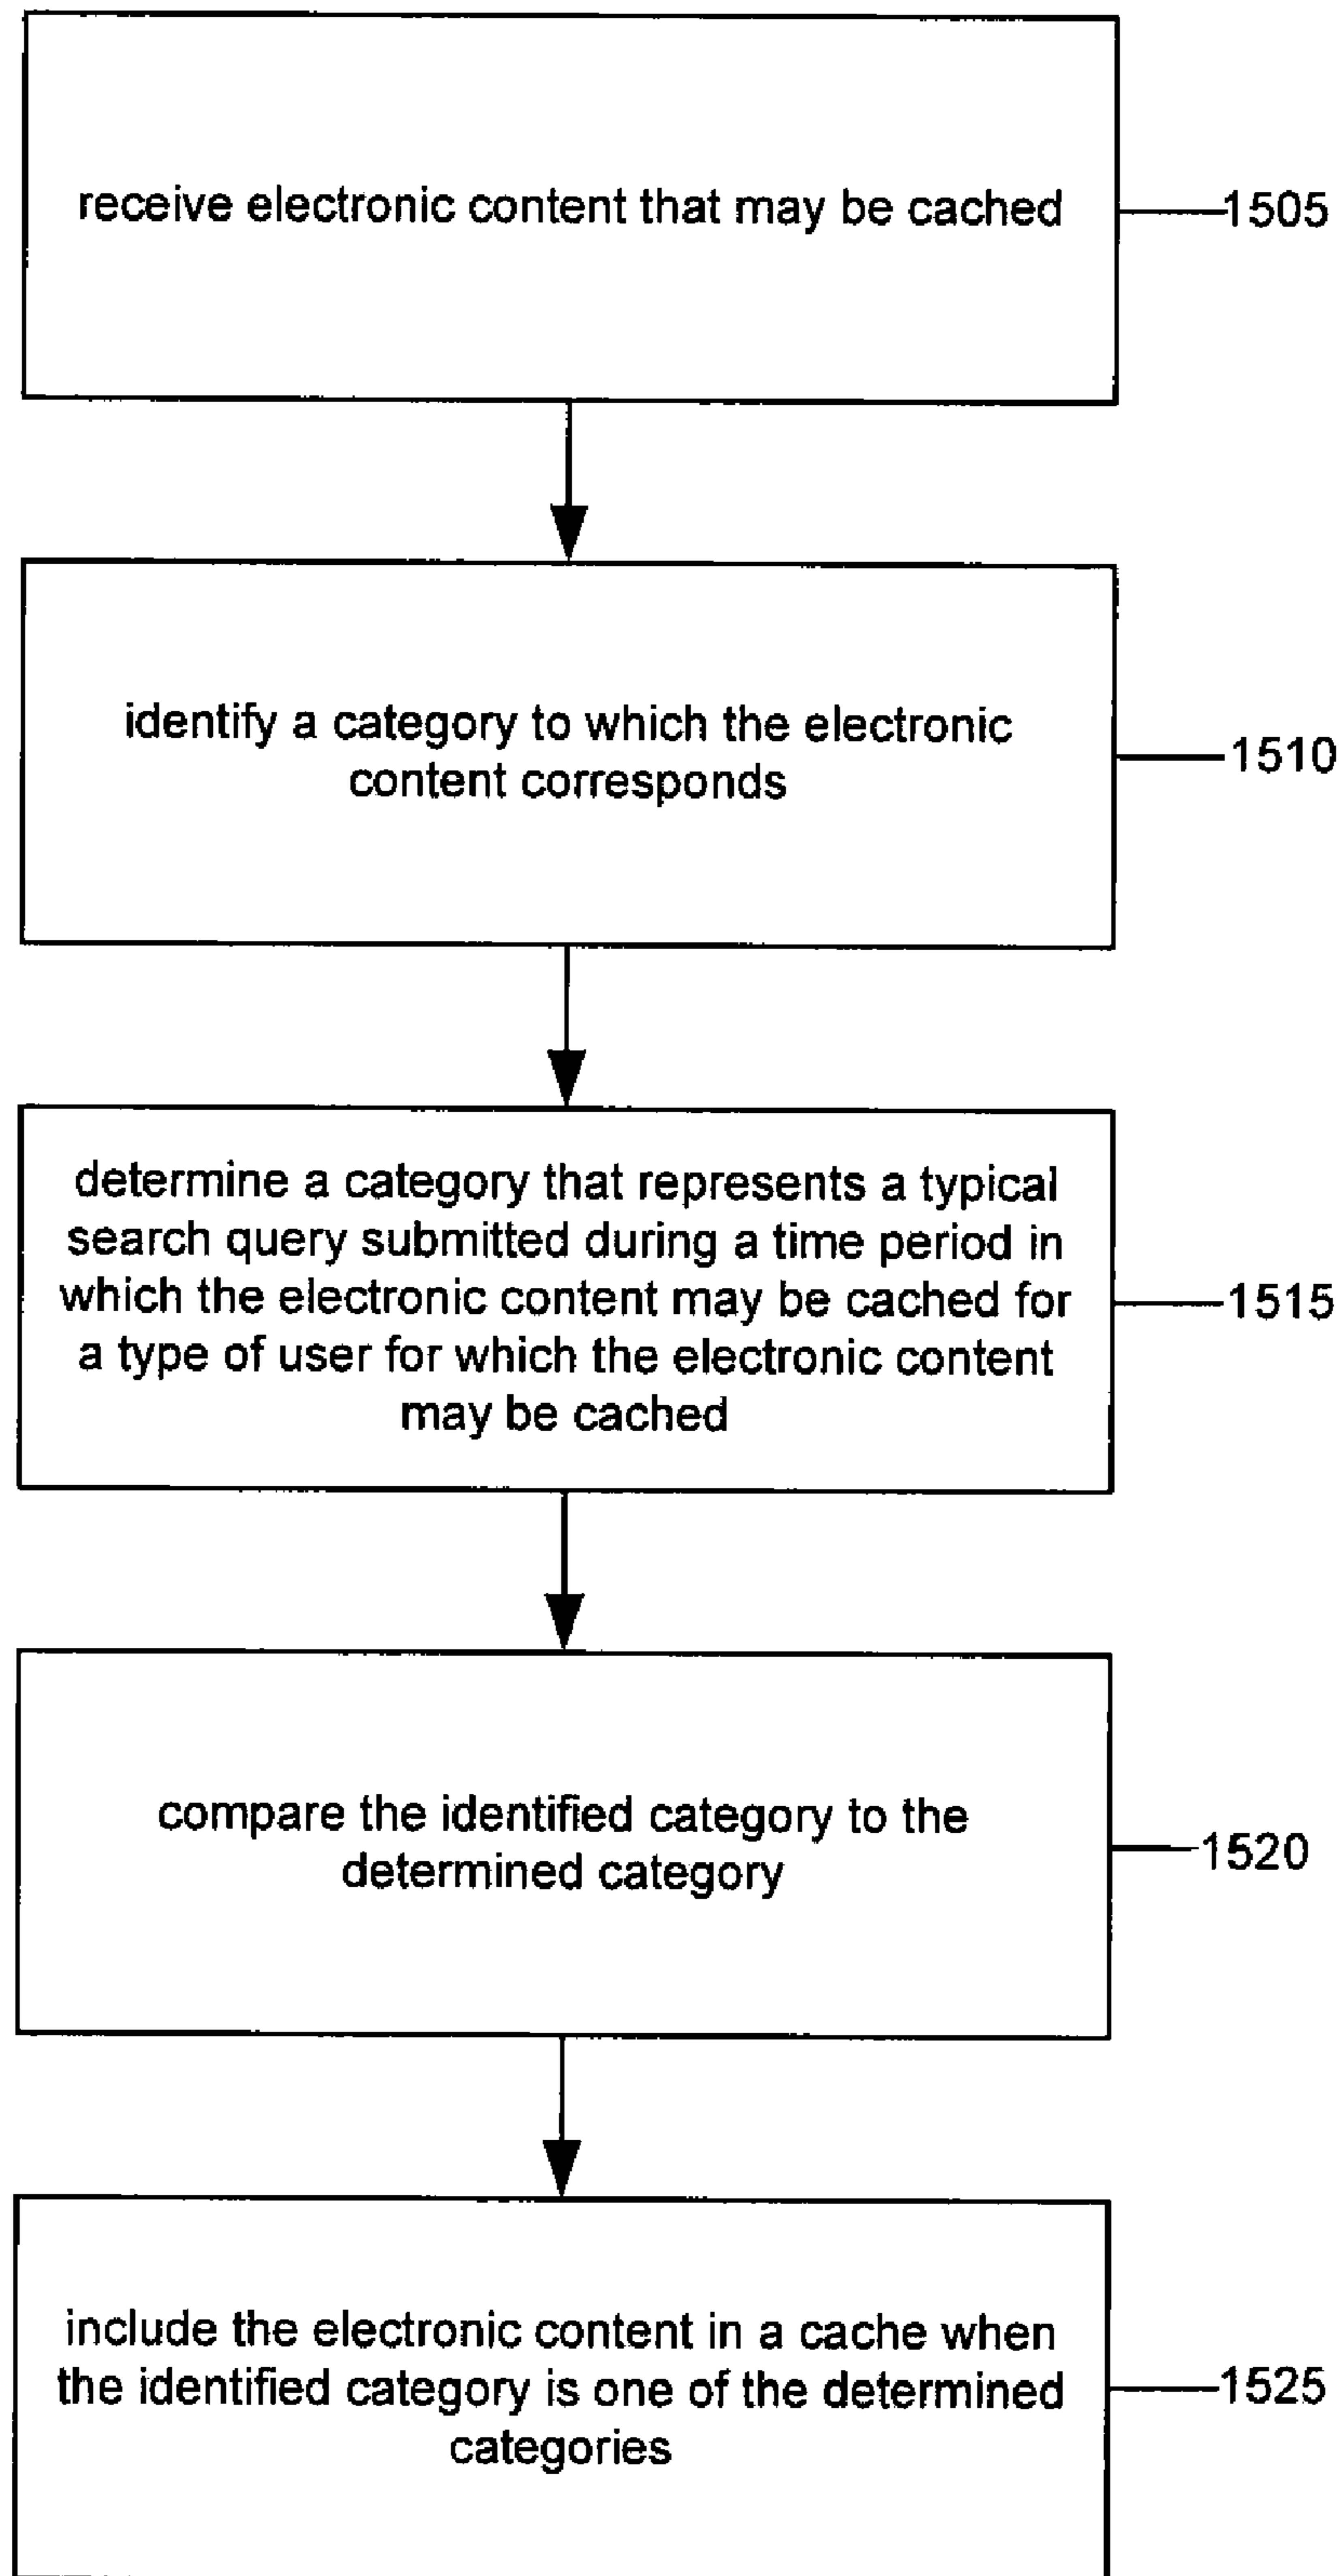 receive electronic content that may be cached
1505
identify a category to which the electronic
content corresponds
1510
determine a category that represents a typical
search query submitted during a time period in
which the electronic content may be cached for
a type of user for which the electronic content
may be cached
1515
compare the identified category to the
determined category
1520
include the electronic content in a cache when
the identified category is one of the determined
categories
1525